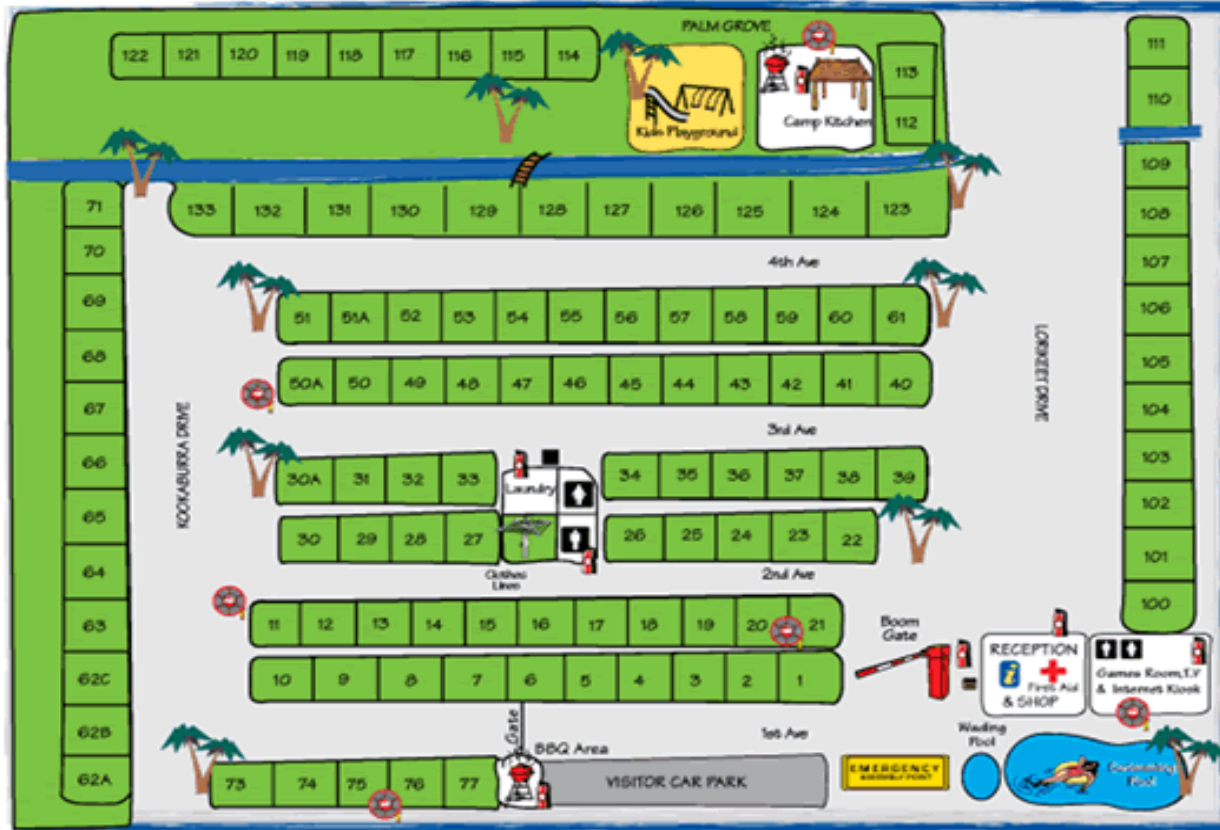 PALM GROVE
122 121 120 119 118 117 116 115 114
Kids Playground
Camp Kitchen
113
112
111
110
109
108
107
106
105
104
103
102
101
100
71
70
69
68
67
66
65
64
63
62C
62B
62A
133 132 131 130 129 128 127 126 125 124 123
4th Ave
51 51A 52 53 54 55 56 57 58 59 60 61
50A 50 49 48 47 46 45 44 43 42 41 40
KOOKABURRA DRIVE
LORIKEET DRIVE
3rd Ave
30A 31 32 33
Laundry
34 35 36 37 38 39
30 29 28 27
26 25 24 23 22
Clothes
Lines
2nd Ave
11 12 13 14 15 16 17 18 19 20 21
10 9 8 7 6 5 4 3 2 1
Boom
Gate
RECEPTION
First Aid
& SHOP
Games Room,T.V
& Internet Kiosk
Gate
1st Ave
BBQ Area
73 74 75 76 77
VISITOR CAR PARK
EMERGENCY
ASSEMBLY POINT
Wading
Pool
Swimming
Pool